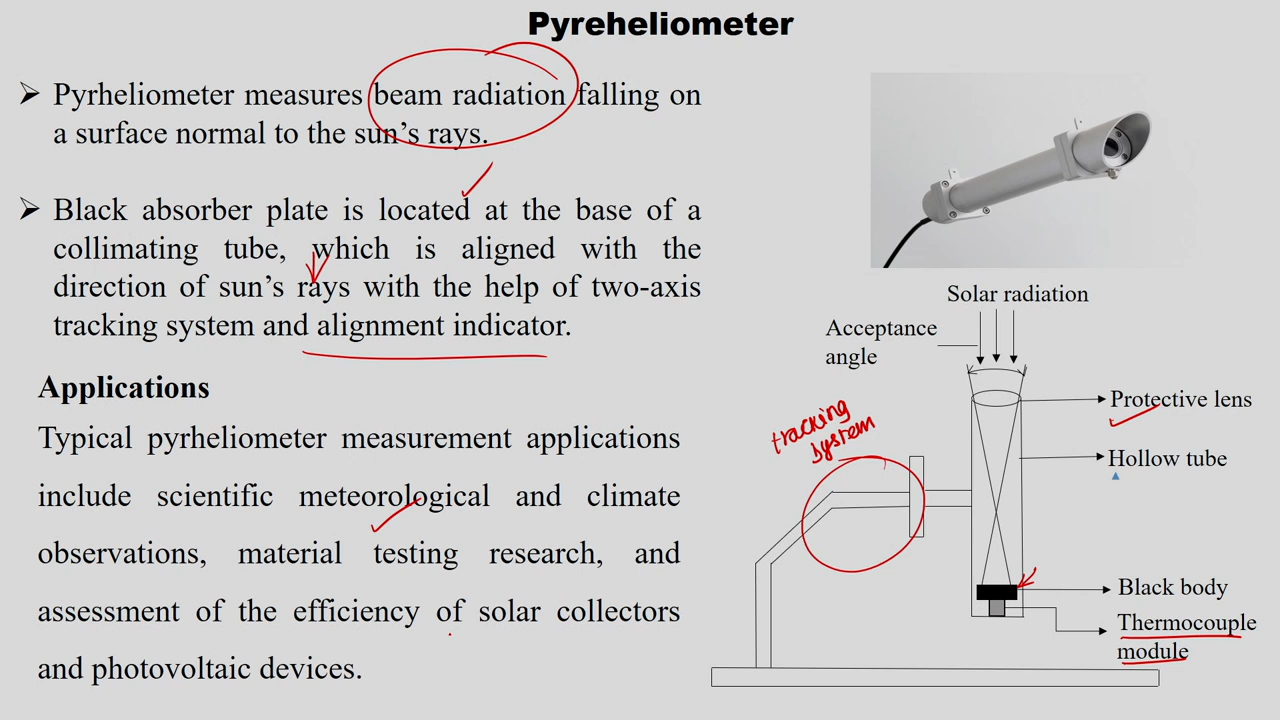 Pyreheliometer
➢ Pyrheliometer measures beam radiation falling on
a surface normal to the sun's rays.
➢ Black absorber plate is located at the base of a
collimating tube, which is aligned with the
direction of sun's rays with the help of two-axis
tracking system and alignment indicator.
Applications
Typical pyrheliometer measurement applications
include scientific meteorological and climate
observations, material testing research, and
assessment of the efficiency of solar collectors
and photovoltaic devices.
Solar radiation
Acceptance
angle
Protective lens
tracking
system
Hollow tube
Black body
Thermocouple
module